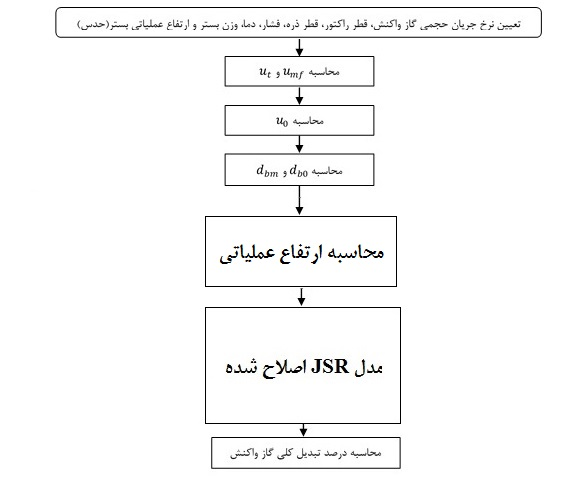 تعیین نرخ جریان حجمی گاز واکنش، قطر راکتور، قطر ذره، فشار، دما، وزن بستر و ارتفاع عملیاتی بستر(حدس)
محاسبه u_mf و u_t
محاسبه u_0
محاسبه d_b0 و d_bm
محاسبه ارتفاع عملیاتی
مدل JSR اصلاح شده
محاسبه درصد تبدیل کلی گاز واکنش